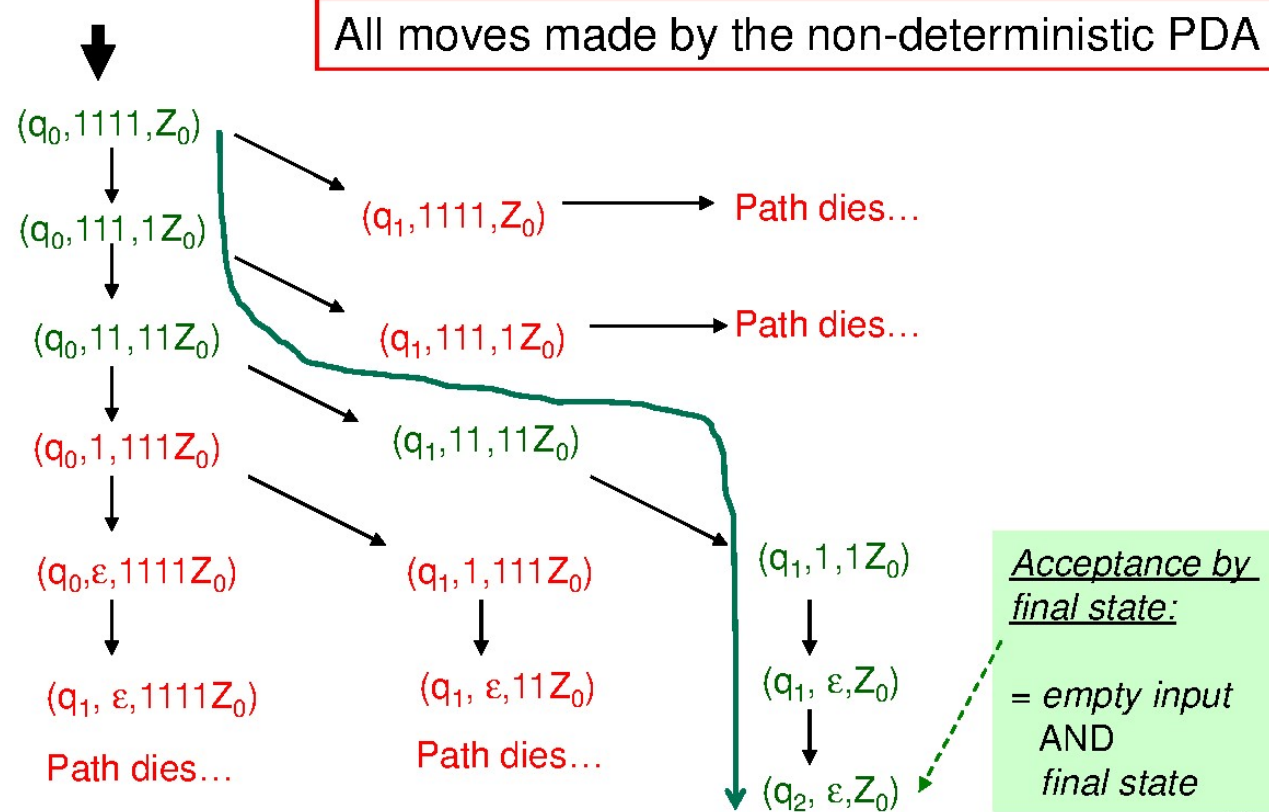 All moves made by the non-deterministic PDA
(q₀,1111,Z₀)
(q₁,1111,Z₀)
Path dies…
(q₀,111,1Z₀)
(q₁,111,1Z₀)
Path dies…
(q₀,11,11Z₀)
(q₁,11,11Z₀)
(q₀,1,111Z₀)
(q₁,1,1Z₀)
(q₀,ε,1111Z₀)
(q₁,1,111Z₀)
(q₁, ε,1111Z₀)
(q₁, ε,11Z₀)
(q₁, ε,Z₀)
Path dies…
Path dies…
(q₂, ε,Z₀)
Acceptance by
final state:
= empty input
AND
final state